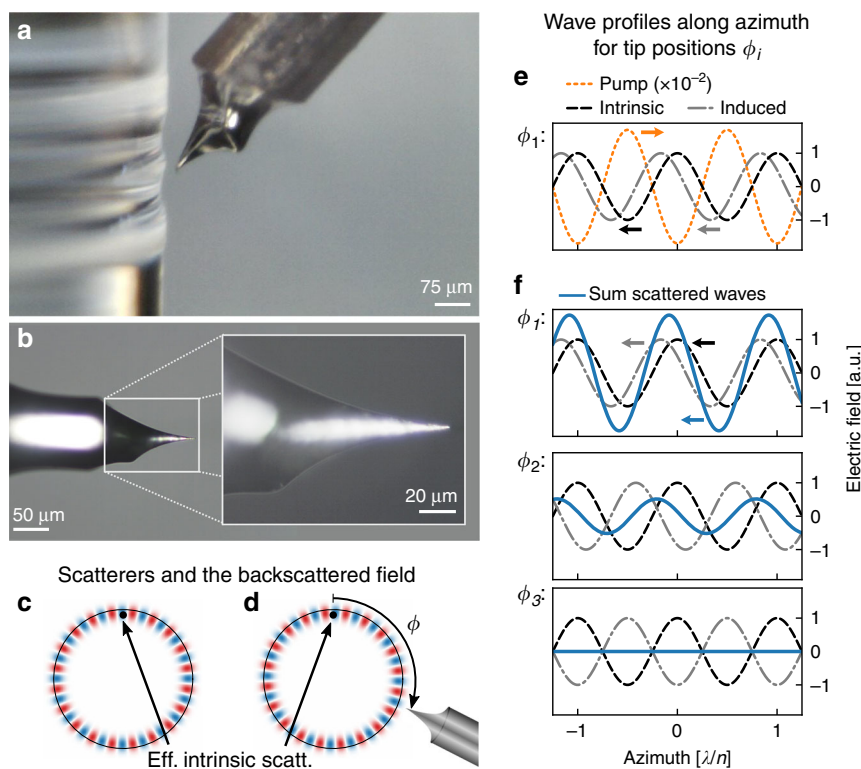 a
75 μm
b
50 μm
20 μm
Scatterers and the backscattered field
c
d
ϕ
Eff. intrinsic scatt.
Wave profiles along azimuth
for tip positions ϕi
e
Pump (×10⁻²)
Intrinsic
Induced
ϕ1:
1
0
−1
f
Sum scattered waves
ϕ1:
1
0
−1
ϕ2:
1
0
−1
ϕ3:
1
0
−1
Electric field [a.u.]
−1
0
1
Azimuth [λ/n]